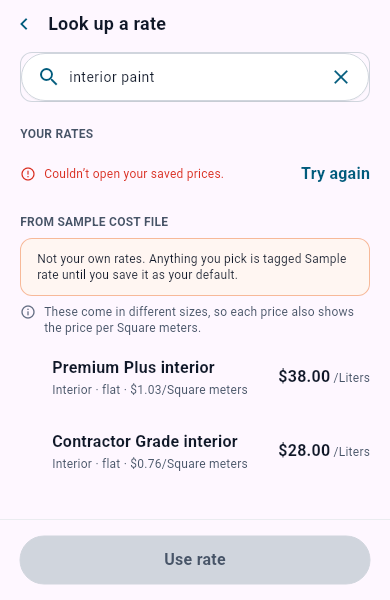 Look up a rate
interior paint
YOUR RATES
Couldn't open your saved prices.
Try again
FROM SAMPLE COST FILE
Not your own rates. Anything you pick is tagged Sample
rate until you save it as your default.
These come in different sizes, so each price also shows
the price per Square meters.
Premium Plus interior
$38.00 /Liters
Interior · flat · $1.03/Square meters
Contractor Grade interior
$28.00 /Liters
Interior · flat · $0.76/Square meters
Use rate